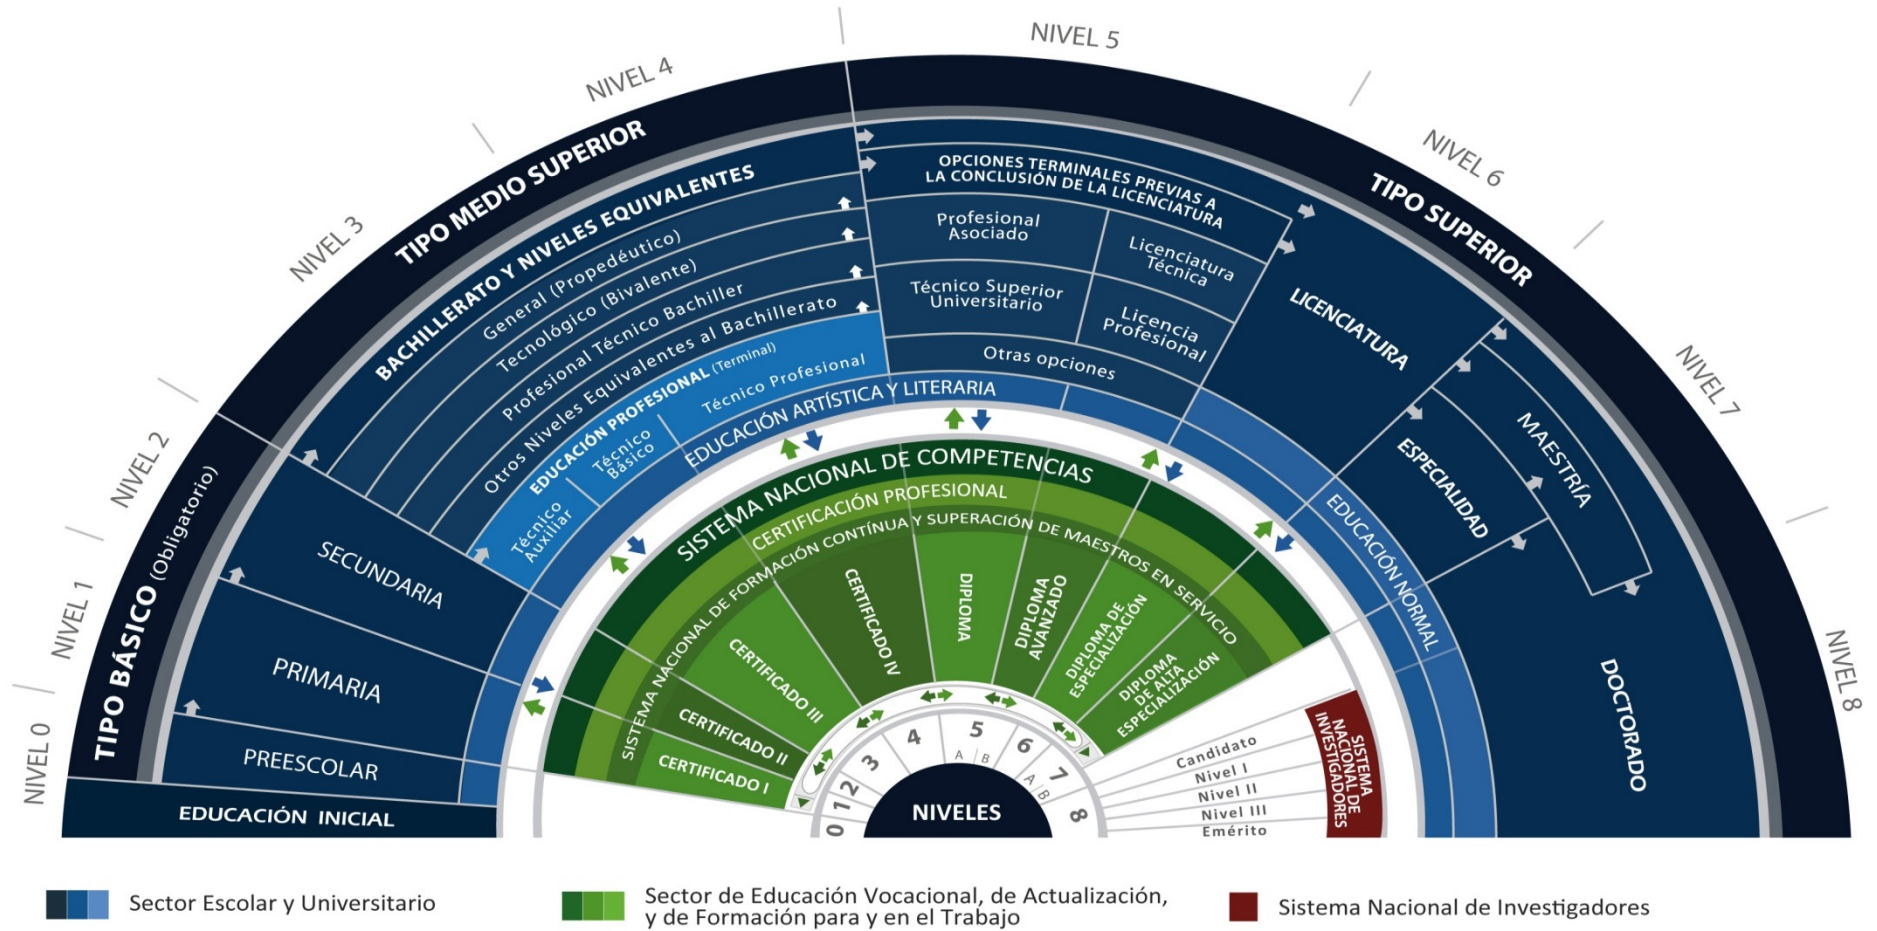 NIVEL 0
NIVEL 1
NIVEL 2
NIVEL 3
NIVEL 4
NIVEL 5
NIVEL 6
NIVEL 7
NIVEL 8
TIPO BÁSICO (Obligatorio)
TIPO MEDIO SUPERIOR
TIPO SUPERIOR
EDUCACIÓN INICIAL
PREESCOLAR
PRIMARIA
SECUNDARIA
BACHILLERATO Y NIVELES EQUIVALENTES
General (Propedéutico)
Tecnológico (Bivalente)
Profesional Técnico Bachiller
Otros Niveles Equivalentes al Bachillerato
EDUCACIÓN PROFESIONAL (Terminal)
Técnico
Auxiliar
Técnico
Básico
Técnico Profesional
EDUCACIÓN ARTÍSTICA Y LITERARIA
OPCIONES TERMINALES PREVIAS A
LA CONCLUSIÓN DE LA LICENCIATURA
Profesional
Asociado
Licenciatura
Técnica
Técnico Superior
Universitario
Licencia
Profesional
Otras opciones
LICENCIATURA
ESPECIALIDAD
MAESTRÍA
DOCTORADO
EDUCACIÓN NORMAL
SISTEMA NACIONAL DE COMPETENCIAS
CERTIFICACIÓN PROFESIONAL
SISTEMA NACIONAL DE FORMACIÓN CONTÍNUA Y SUPERACIÓN DE MAESTROS EN SERVICIO
CERTIFICADO I
CERTIFICADO II
CERTIFICADO III
CERTIFICADO IV
DIPLOMA
DIPLOMA
AVANZADO
DIPLOMA DE
ESPECIALIZACIÓN
DIPLOMA
DE ALTA
ESPECIALIZACIÓN
0
1
2
3
4
5
A
B
6
7
A
B
8
NIVELES
Candidato
Nivel I
Nivel II
Nivel III
Emérito
SISTEMA
NACIONAL DE
INVESTIGADORES
Sector Escolar y Universitario
Sector de Educación Vocacional, de Actualización,
y de Formación para y en el Trabajo
Sistema Nacional de Investigadores